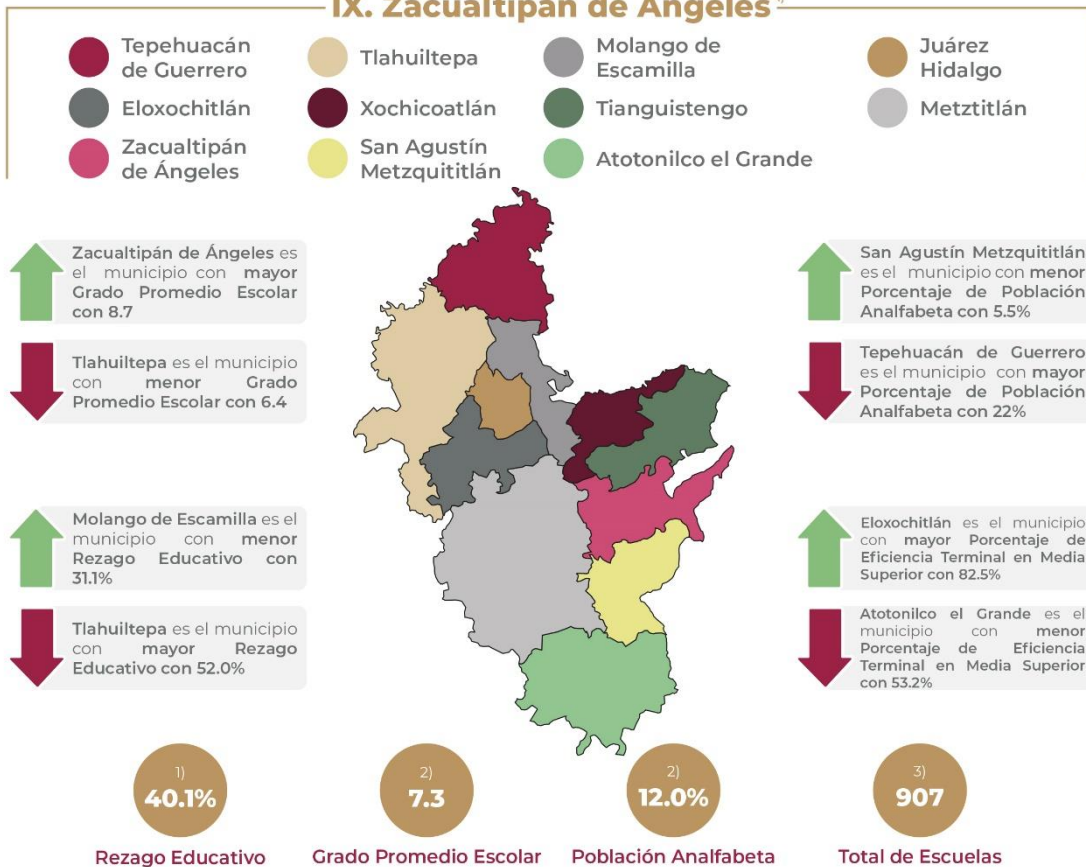 IX. Zacualtipán de Ángeles
Tepehuacán
de Guerrero
Tlahuiltepa
Molango de
Escamilla
Juárez
Hidalgo
Eloxochitlán
Xochicoatlán
Tianguistengo
Metztitlán
Zacualtipán
de Ángeles
San Agustín
Metzquititlán
Atotonilco el Grande
Zacualtipán de Ángeles es
el municipio con mayor
Grado Promedio Escolar
con 8.7
Tlahuiltepa es el municipio
con menor Grado
Promedio Escolar con 6.4
Molango de Escamilla es el
municipio con menor
Rezago Educativo con
31.1%
Tlahuiltepa es el municipio
con mayor Rezago
Educativo con 52.0%
San Agustín Metzquititlán
es el municipio con menor
Porcentaje de Población
Analfabeta con 5.5%
Tepehuacán de Guerrero
es el municipio con mayor
Porcentaje de Población
Analfabeta con 22%
Eloxochitlán es el municipio
con mayor Porcentaje de
Eficiencia Terminal en Media
Superior con 82.5%
Atotonilco el Grande es el
municipio con menor
Porcentaje de Eficiencia
Terminal en Media Superior
con 53.2%
1)
40.1%
Rezago Educativo
2)
7.3
Grado Promedio Escolar
2)
12.0%
Población Analfabeta
3)
907
Total de Escuelas